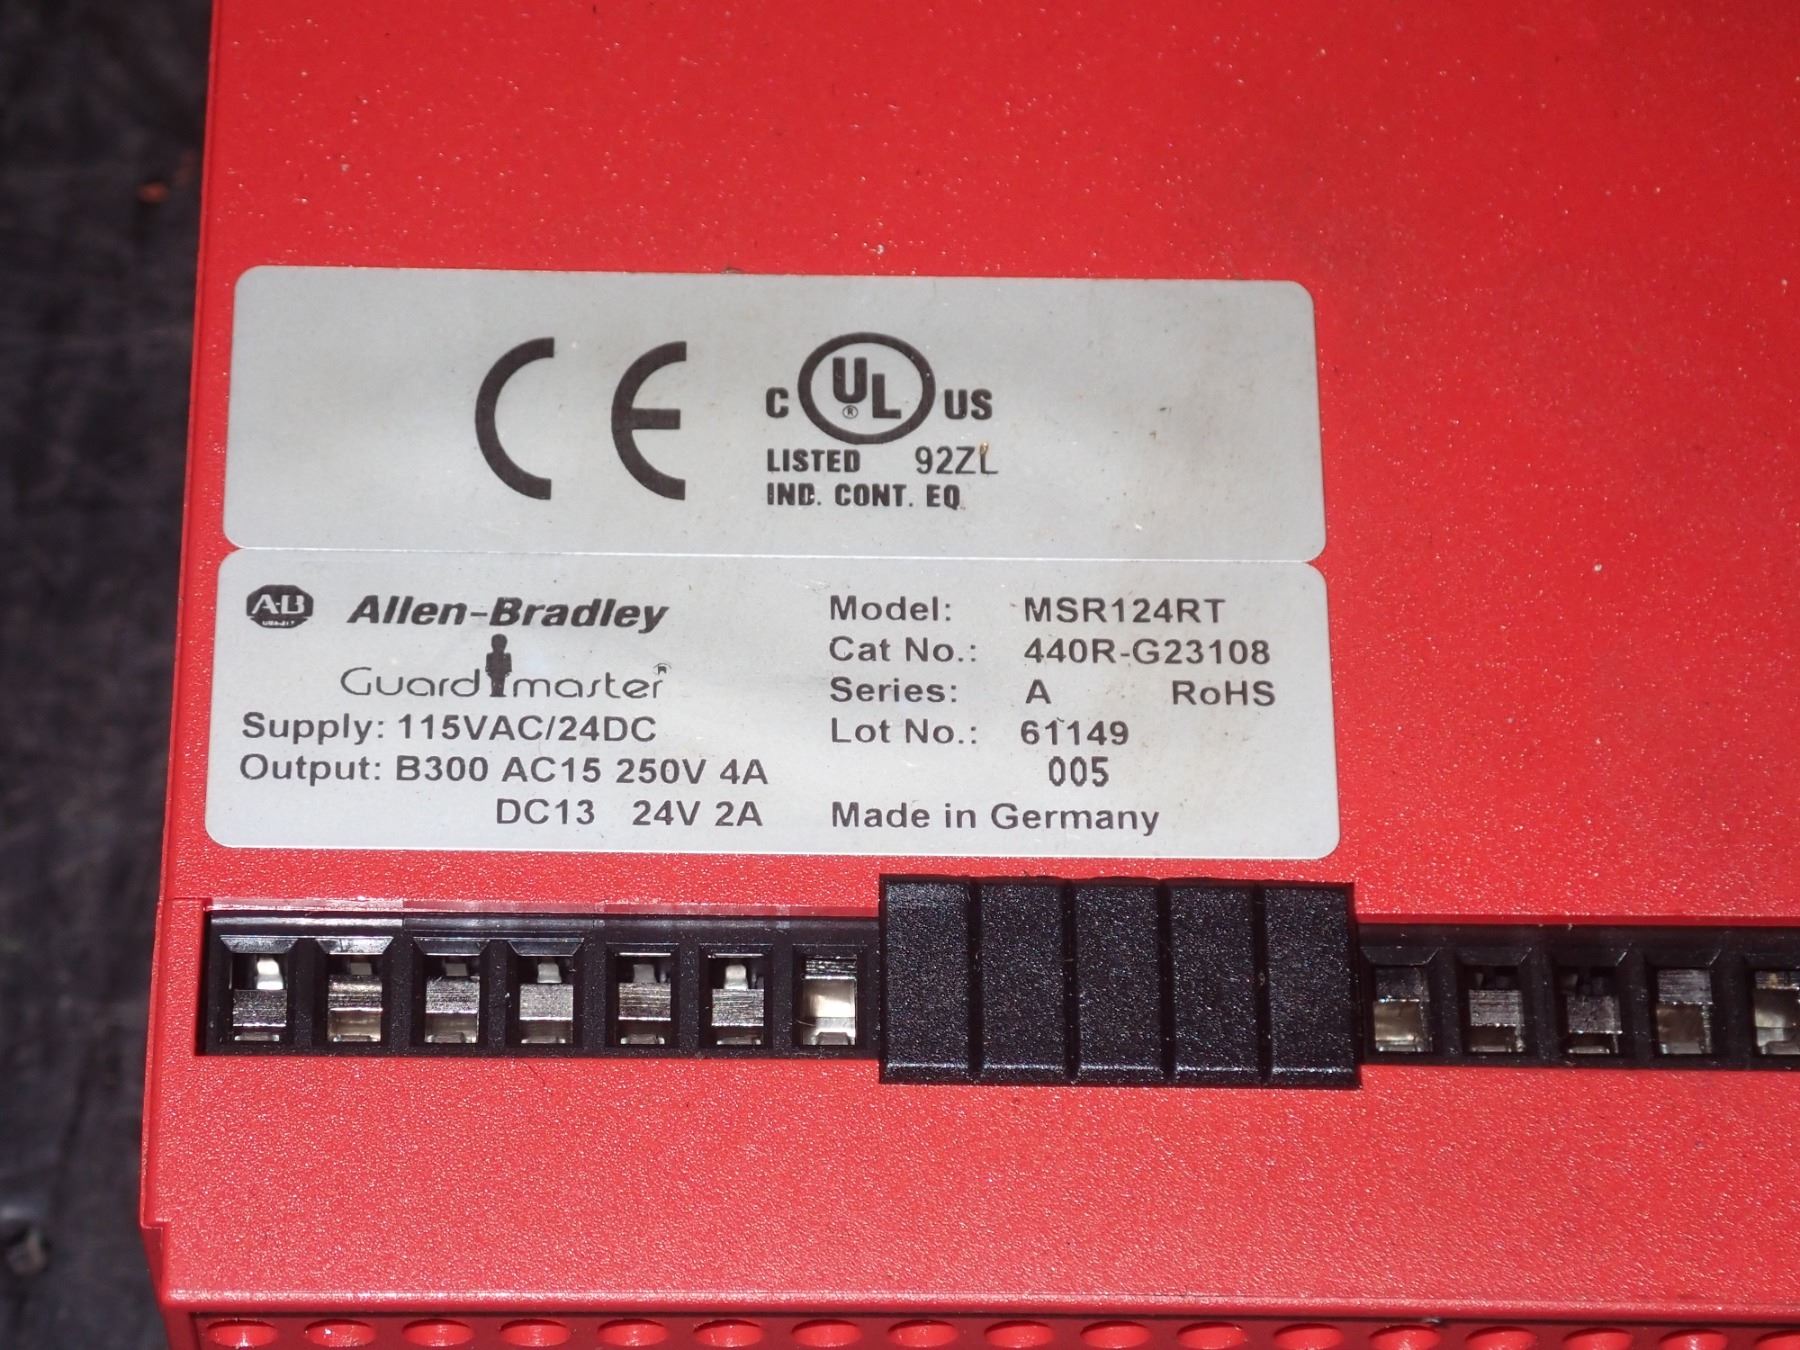 CE
C UL® US
LISTED 92ZL
IND. CONT. EQ.
A-B Allen-Bradley
Guardmaster®
Supply: 115VAC/24DC
Output: B300 AC15 250V 4A
DC13 24V 2A
Model: MSR124RT
Cat No.: 440R-G23108
Series: A RoHS
Lot No.: 61149
005
Made in Germany